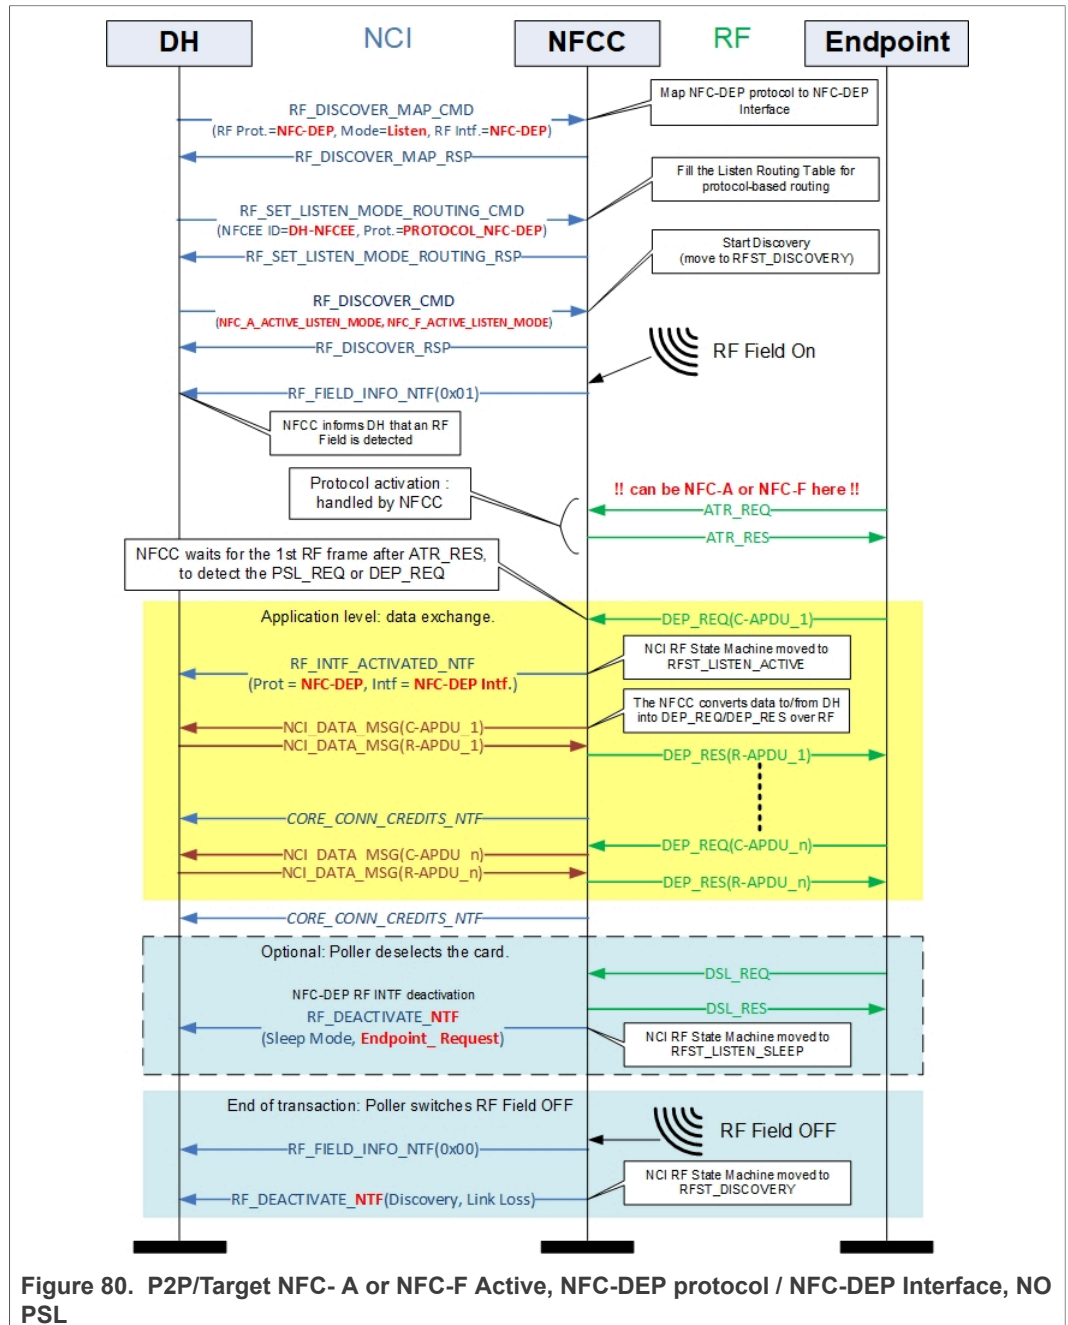 DH
NCI
NFCC
RF
Endpoint
Map NFC-DEP protocol to NFC-DEP
Interface
RF_DISCOVER_MAP_CMD
(RF Prot.=NFC-DEP, Mode=Listen, RF Intf.=NFC-DEP)
RF_DISCOVER_MAP_RSP
Fill the Listen Routing Table for
protocol-based routing
RF_SET_LISTEN_MODE_ROUTING_CMD
(NFCEE ID=DH-NFCEE, Prot.=PROTOCOL_NFC-DEP)
RF_SET_LISTEN_MODE_ROUTING_RSP
Start Discovery
(move to RFST_DISCOVERY)
RF_DISCOVER_CMD
(NFC_A_ACTIVE_LISTEN_MODE, NFC_F_ACTIVE_LISTEN_MODE)
RF_DISCOVER_RSP
RF Field On
RF_FIELD_INFO_NTF(0x01)
NFCC informs DH that an RF
Field is detected
Protocol activation :
handled by NFCC
!! can be NFC-A or NFC-F here !!
ATR_REQ
ATR_RES
NFCC waits for the 1st RF frame after ATR_RES,
to detect the PSL_REQ or DEP_REQ
Application level: data exchange.
DEP_REQ(C-APDU_1)
NCI RF State Machine moved to
RFST_LISTEN_ACTIVE
RF_INTF_ACTIVATED_NTF
(Prot = NFC-DEP, Intf = NFC-DEP Intf.)
The NFCC converts data to/from DH
into DEP_REQ/DEP_RES over RF
NCI_DATA_MSG(C-APDU_1)
NCI_DATA_MSG(R-APDU_1)
DEP_RES(R-APDU_1)
CORE_CONN_CREDITS_NTF
DEP_REQ(C-APDU_n)
NCI_DATA_MSG(C-APDU_n)
NCI_DATA_MSG(R-APDU_n)
DEP_RES(R-APDU_n)
CORE_CONN_CREDITS_NTF
Optional: Poller deselects the card.
DSL_REQ
NFC-DEP RF INTF deactivation
DSL_RES
RF_DEACTIVATE_NTF
(Sleep Mode, Endpoint_ Request)
NCI RF State Machine moved to
RFST_LISTEN_SLEEP
End of transaction: Poller switches RF Field OFF
RF Field OFF
RF_FIELD_INFO_NTF(0x00)
NCI RF State Machine moved to
RFST_DISCOVERY
RF_DEACTIVATE_NTF(Discovery, Link Loss)
Figure 80. P2P/Target NFC- A or NFC-F Active, NFC-DEP protocol / NFC-DEP Interface, NO
PSL